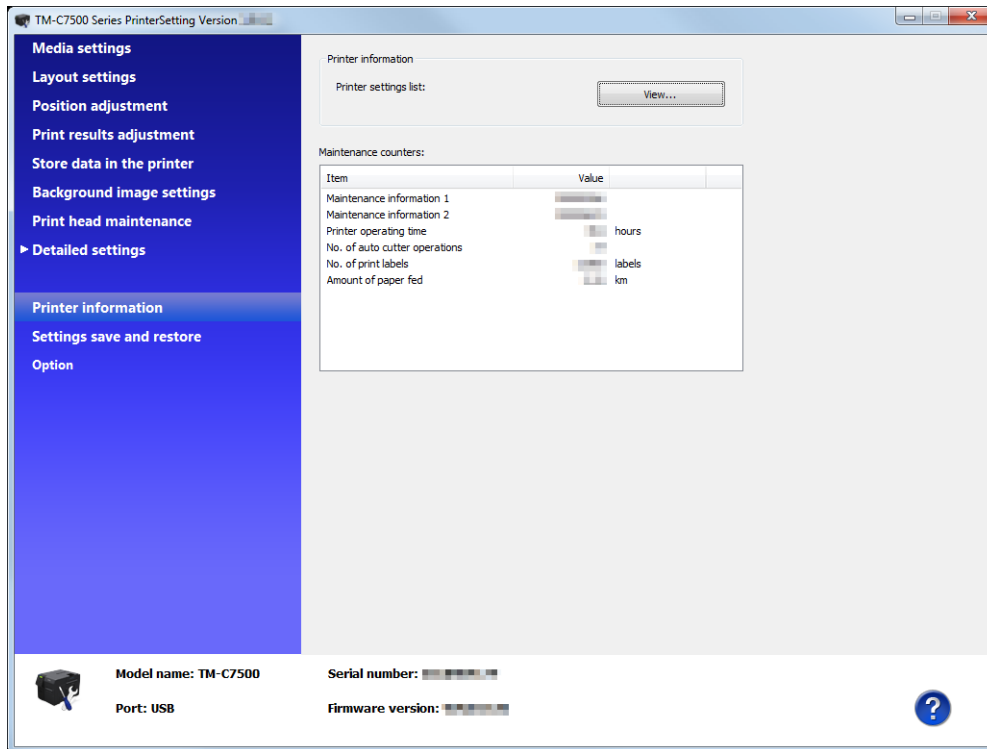 TM-C7500 Series PrinterSetting Version
Media settings
Layout settings
Position adjustment
Print results adjustment
Store data in the printer
Background image settings
Print head maintenance
Detailed settings
Printer information
Settings save and restore
Option
Printer information
Printer settings list:
View...
Maintenance counters:
Item Value
Maintenance information 1
Maintenance information 2
Printer operating time hours
No. of auto cutter operations
No. of print labels labels
Amount of paper fed km
Model name: TM-C7500
Serial number:
Port: USB
Firmware version:
?